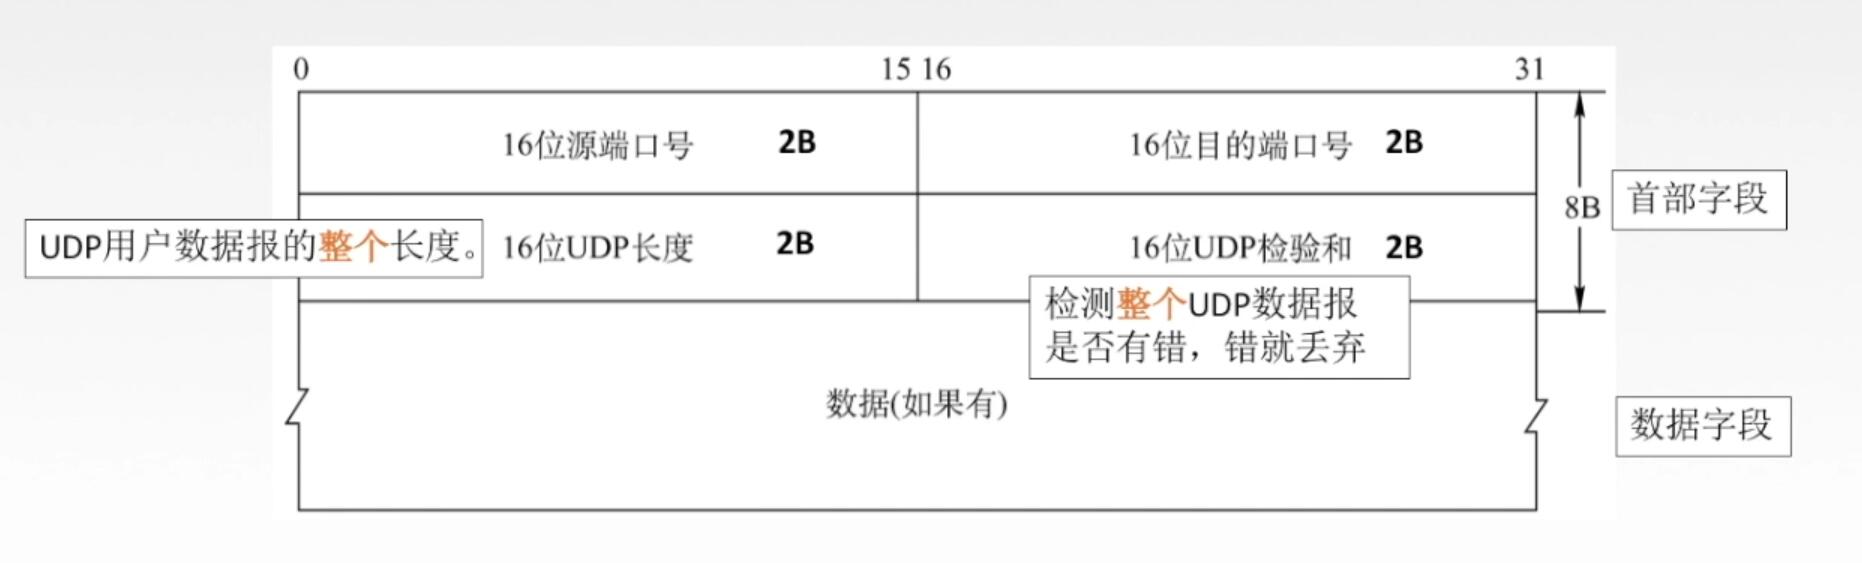 0 15 16 31
16位源端口号 2B 16位目的端口号 2B
8B 首部字段
UDP用户数据报的整个长度。 16位UDP长度 2B 16位UDP检验和 2B
检测整个UDP数据报
是否有错，错就丢弃
数据(如果有)
数据字段